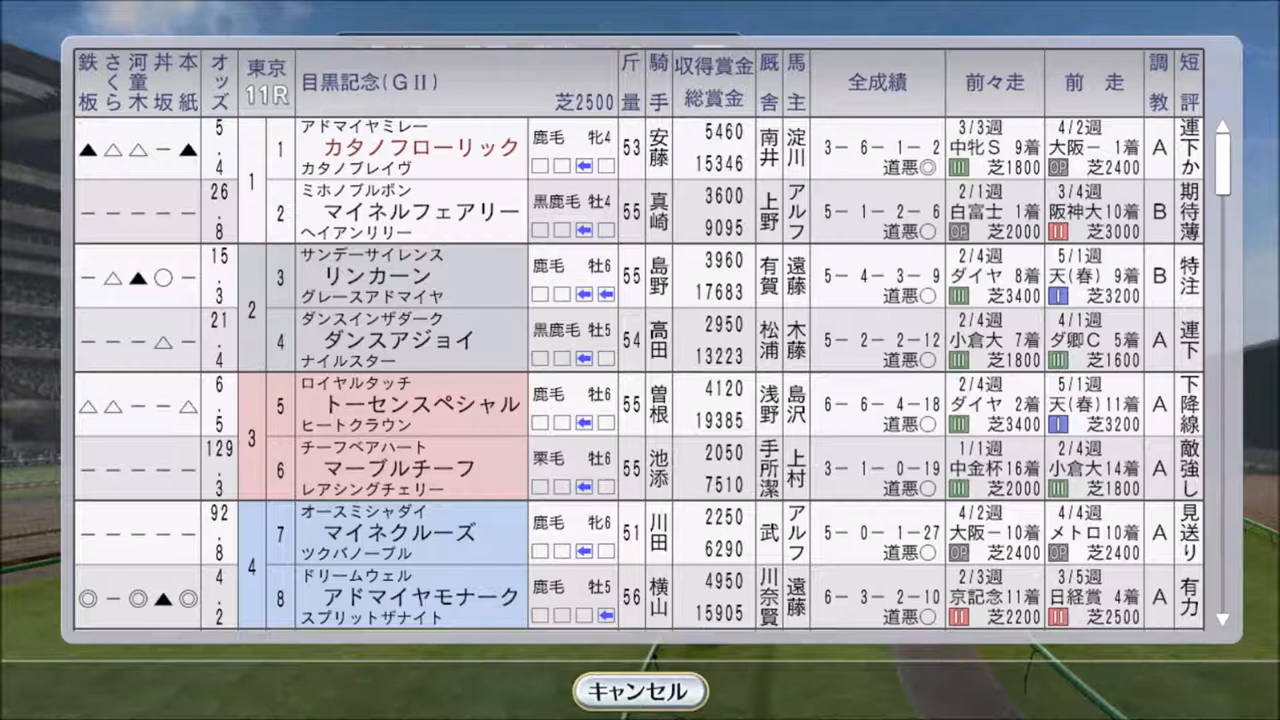 鉄板 さくら 河童木 丼坂 本紙 オッズ 東京 11R 目黒記念(GⅡ) 芝2500 斤量 騎手 収得賞金 総賞金 厩舎 馬主 全成績 前々走 前 走 調教 短評
▲ △ △ － ▲ 5.4 1 1 アドマイヤミレー
カタノフローリック
カタノブレイヴ
鹿毛 牝4 53 安藤 5460 15346 南井 淀川 3－ 6－ 1－ 2 道悪◎
3/3週 中牝S 9着 Ⅲ 芝1800
4/2週 大阪－ 1着 OP 芝2400
A 連下か
－ － － － － 26.8 2 ミホノブルボン
マイネルフェアリー
ヘイアンリリー
黒鹿毛 牡4 55 真崎 3600 9095 上野 アルフ 5－ 1－ 2－ 6 道悪○
2/1週 白富士 1着 OP 芝2000
3/4週 阪神大10着 Ⅱ 芝3000
B 期待薄
－ △ ▲ ○ － 15.3 2 3 サンデーサイレンス
リンカーン
グレースアドマイヤ
鹿毛 牡6 55 島野 3960 17683 有賀 遠藤 5－ 4－ 3－ 9 道悪○
2/4週 ダイヤ 8着 Ⅲ 芝3400
5/1週 天(春) 9着 Ⅰ 芝3200
B 特注
－ － － △ － 21.4 4 ダンスインザダーク
ダンスアジョイ
ナイルスター
黒鹿毛 牡5 54 高田 2950 13223 松浦 木藤 5－ 2－ 2－12 道悪○
2/4週 小倉大 7着 Ⅲ 芝1800
4/1週 ダ卿C 5着 Ⅲ 芝1600
A 連下
△ △ － － △ 6.5 3 5 ロイヤルタッチ
トーセンスペシャル
ヒートクラウン
鹿毛 牡6 55 曽根 4120 19385 浅野 島沢 6－ 6－ 4－18 道悪○
2/4週 ダイヤ 2着 Ⅲ 芝3400
5/1週 天(春)11着 Ⅰ 芝3200
A 下降線
－ － － － － 129.3 6 チーフベアハート
マーブルチーフ
レアシングチェリー
栗毛 牡6 55 池添 2050 7510 手所潔 上村 3－ 1－ 0－19 道悪○
1/1週 中金杯16着 Ⅲ 芝2000
2/4週 小倉大14着 Ⅲ 芝1800
A 敵強し
－ － － － － 92.8 4 7 オースミシャダイ
マイネクルーズ
ツクバノーブル
鹿毛 牝6 51 川田 2250 6290 武 アルフ 5－ 0－ 1－27 道悪○
4/2週 大阪－10着 OP 芝2400
4/4週 メトロ10着 OP 芝2400
A 見送り
◎ － ◎ ▲ ◎ 4.2 8 ドリームウェル
アドマイヤモナーク
スプリットザナイト
鹿毛 牡5 56 横山 4950 15905 川奈賢 遠藤 6－ 3－ 2－10 道悪○
2/3週 京記念11着 Ⅱ 芝2200
3/5週 日経賞 4着 Ⅱ 芝2500
A 有力
キャンセル